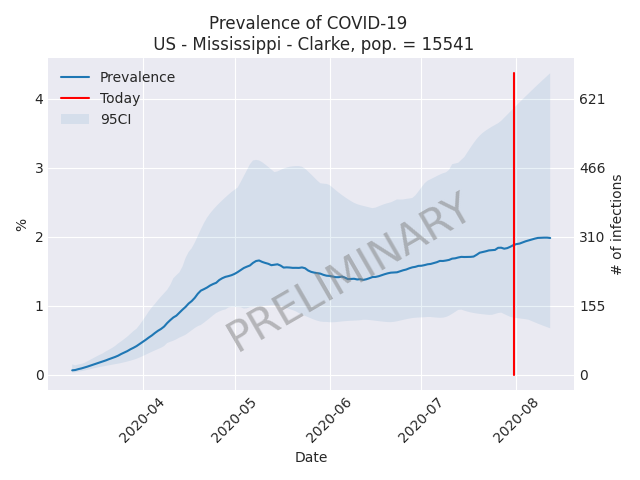 Prevalence of COVID-19
US - Mississippi - Clarke, pop. = 15541
Prevalence
Today
95CI
4
3
2
1
0
%
621
466
310
155
0
# of infections
PRELIMINARY
2020-04
2020-05
2020-06
2020-07
2020-08
Date